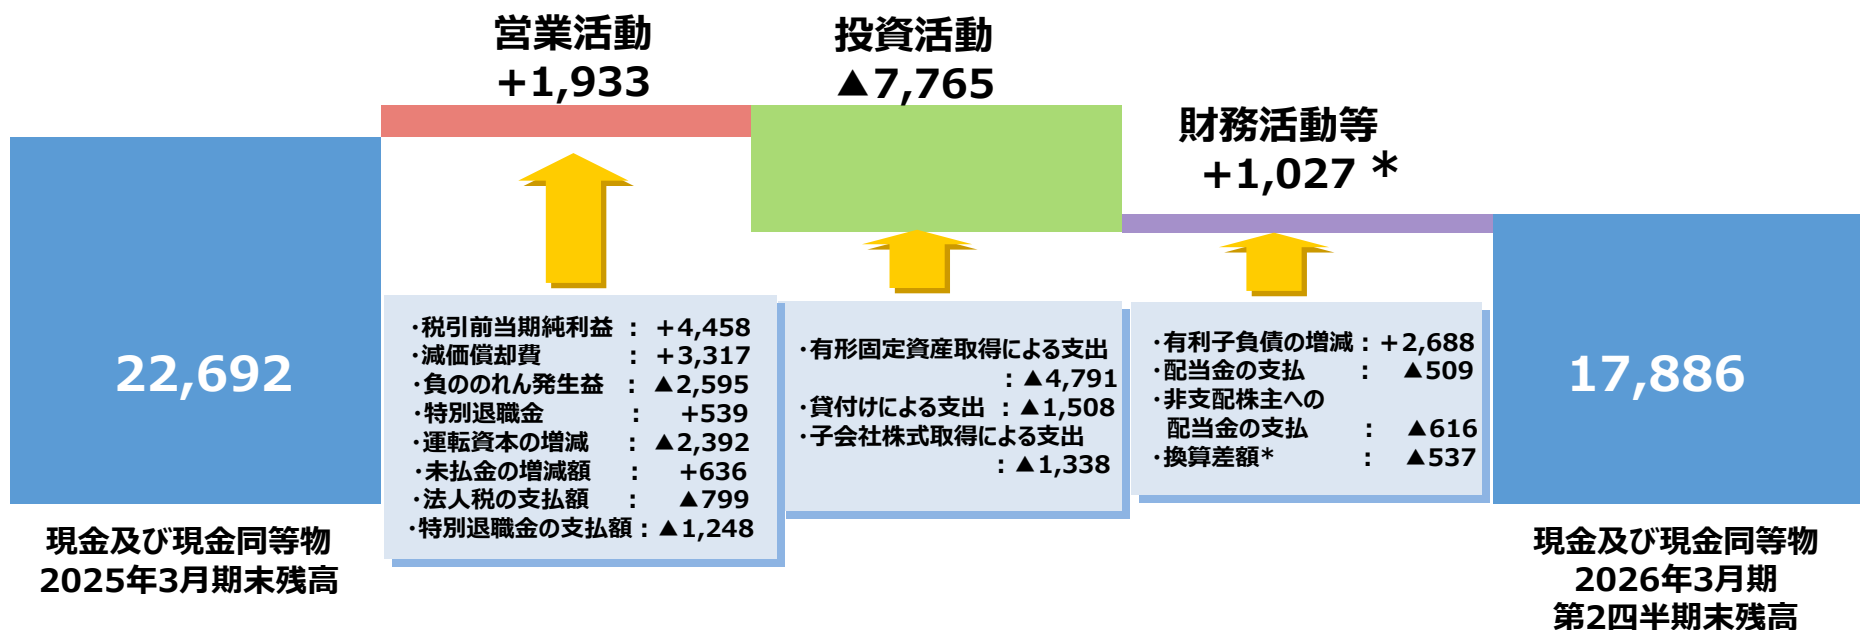 営業活動
+1,933
投資活動
▲7,765
財務活動等
+1,027 *
22,692
・税引前当期純利益 : +4,458
・減価償却費 : +3,317
・負ののれん発生益 : ▲2,595
・特別退職金 : +539
・運転資本の増減 : ▲2,392
・未払金の増減額 : +636
・法人税の支払額 : ▲799
・特別退職金の支払額 : ▲1,248
・有形固定資産取得による支出
: ▲4,791
・貸付けによる支出 : ▲1,508
・子会社株式取得による支出
: ▲1,338
・有利子負債の増減 : +2,688
・配当金の支払 : ▲509
・非支配株主への
配当金の支払 : ▲616
・換算差額* : ▲537
17,886
現金及び現金同等物
2025年3月期末残高
現金及び現金同等物
2026年3月期
第2四半期末残高